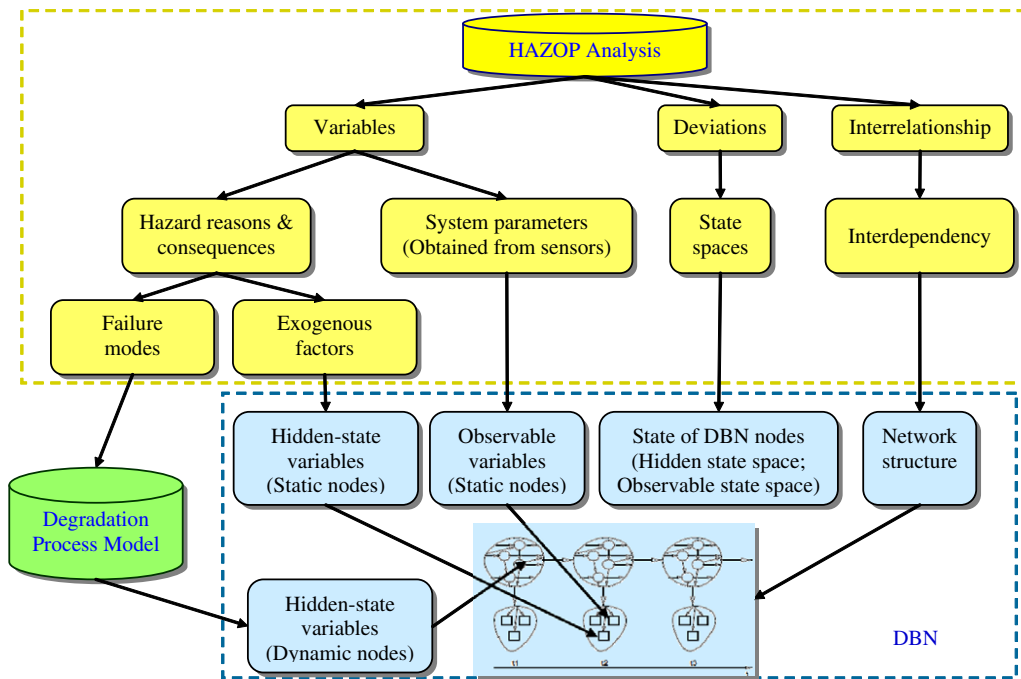 HAZOP Analysis
Variables
Deviations
Interrelationship
Hazard reasons &
consequences
System parameters
(Obtained from sensors)
State
spaces
Interdependency
Failure
modes
Exogenous
factors
Hidden-state
variables
(Static nodes)
Observable
variables
(Static nodes)
State of DBN nodes
(Hidden state space;
Observable state space)
Network
structure
Degradation
Process Model
Hidden-state
variables
(Dynamic nodes)
DBN
t1
t2